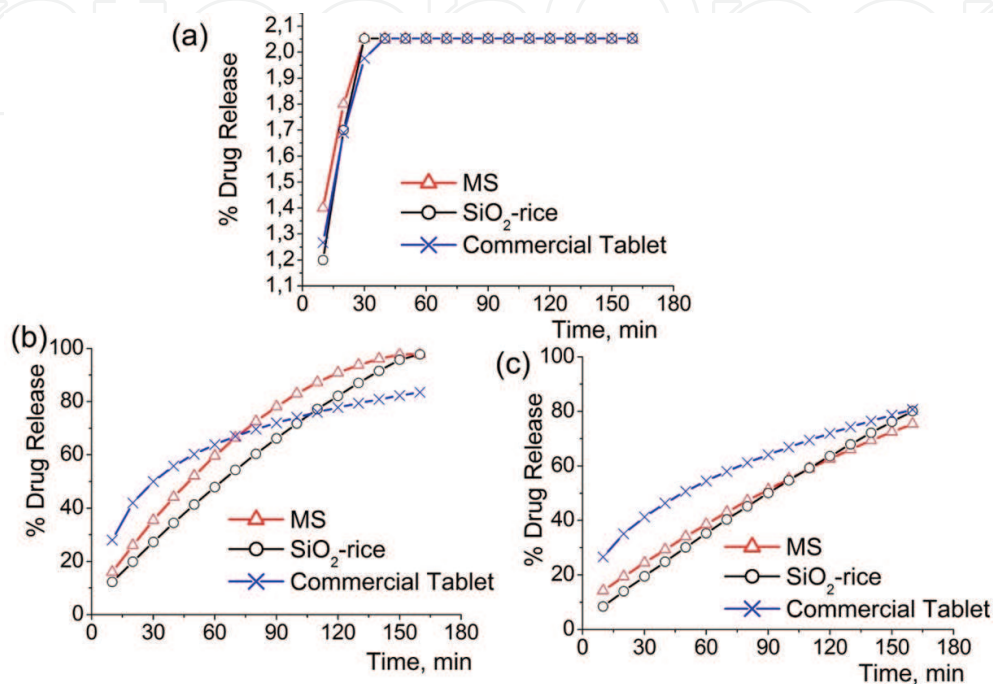 (a)
% Drug Release
2,1
2,0
1,9
1,8
1,7
1,6
1,5
1,4
1,3
1,2
1,1
MS
SiO₂-rice
Commercial Tablet
0 30 60 90 120 150 180
Time, min
(b)
% Drug Release
100
80
60
40
20
0
MS
SiO₂-rice
Commercial Tablet
0 30 60 90 120 150 180
Time, min
(c)
% Drug Release
100
80
60
40
20
0
MS
SiO₂-rice
Commercial Tablet
0 30 60 90 120 150 180
Time, min